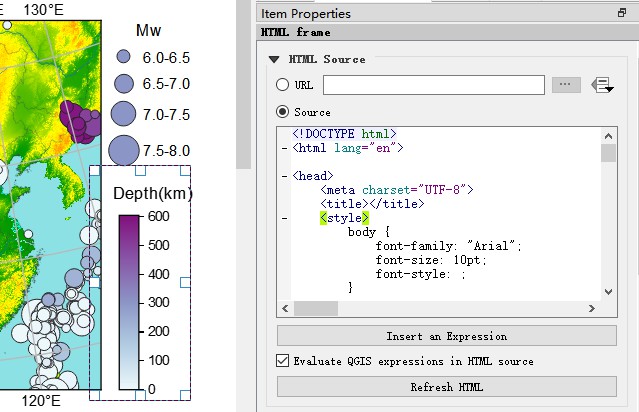 130°E
Mw
6.0-6.5
6.5-7.0
7.0-7.5
7.5-8.0
Depth(km)
600
500
400
300
200
100
0
120°E
Item Properties
HTML frame
HTML Source
URL
...
Source
<!DOCTYPE html>
<html lang="en">
<head>
<meta charset="UTF-8">
<title></title>
<style>
body {
font-family: "Arial";
font-size: 10pt;
font-style: ;
}
Insert an Expression
Evaluate QGIS expressions in HTML source
Refresh HTML